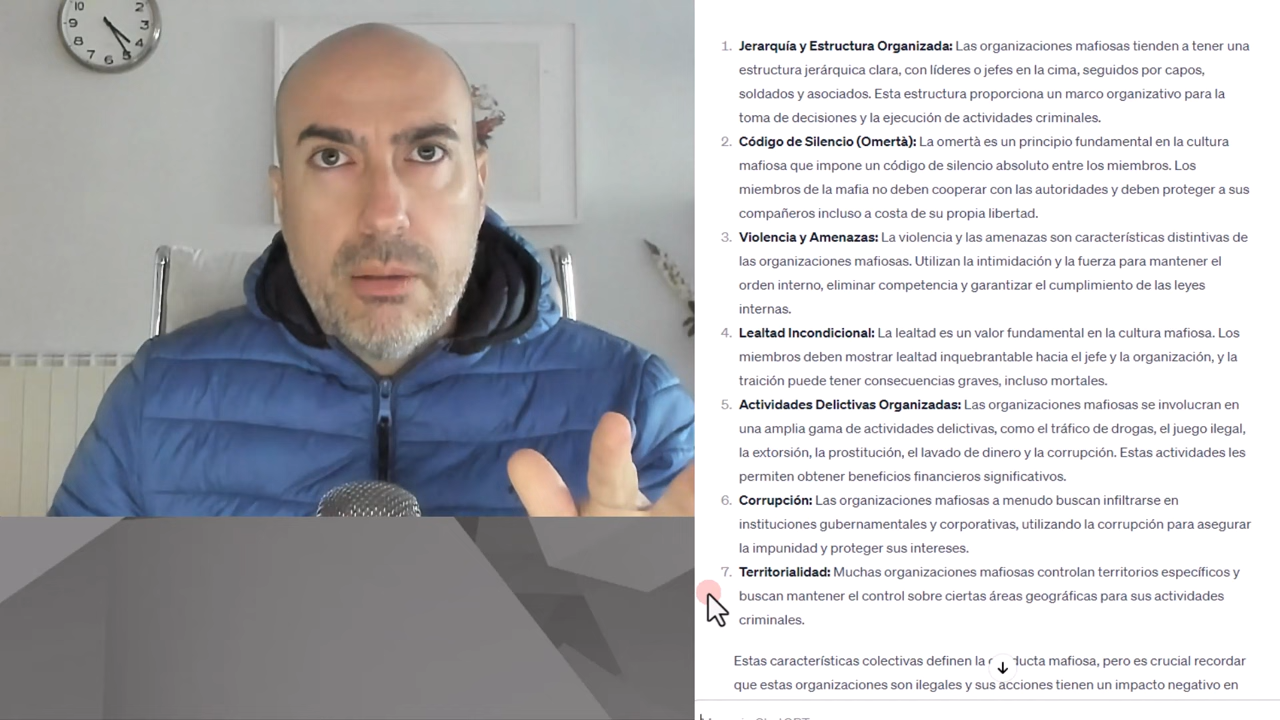 10
2
9
3
8
4
7
6
5
1. Jerarquía y Estructura Organizada: Las organizaciones mafiosas tienden a tener una
estructura jerárquica clara, con líderes o jefes en la cima, seguidos por capos,
soldados y asociados. Esta estructura proporciona un marco organizativo para la
toma de decisiones y la ejecución de actividades criminales.
2. Código de Silencio (Omertà): La omertà es un principio fundamental en la cultura
mafiosa que impone un código de silencio absoluto entre los miembros. Los
miembros de la mafia no deben cooperar con las autoridades y deben proteger a sus
compañeros incluso a costa de su propia libertad.
3. Violencia y Amenazas: La violencia y las amenazas son características distintivas de
las organizaciones mafiosas. Utilizan la intimidación y la fuerza para mantener el
orden interno, eliminar competencia y garantizar el cumplimiento de las leyes
internas.
4. Lealtad Incondicional: La lealtad es un valor fundamental en la cultura mafiosa. Los
miembros deben mostrar lealtad inquebrantable hacia el jefe y la organización, y la
traición puede tener consecuencias graves, incluso mortales.
5. Actividades Delictivas Organizadas: Las organizaciones mafiosas se involucran en
una amplia gama de actividades delictivas, como el tráfico de drogas, el juego ilegal,
la extorsión, la prostitución, el lavado de dinero y la corrupción. Estas actividades les
permiten obtener beneficios financieros significativos.
6. Corrupción: Las organizaciones mafiosas a menudo buscan infiltrarse en
instituciones gubernamentales y corporativas, utilizando la corrupción para asegurar
la impunidad y proteger sus intereses.
7. Territorialidad: Muchas organizaciones mafiosas controlan territorios específicos y
buscan mantener el control sobre ciertas áreas geográficas para sus actividades
criminales.
Estas características colectivas definen la mafiosa, pero es crucial recordar
que estas organizaciones son ilegales y sus acciones tienen un impacto negativo en